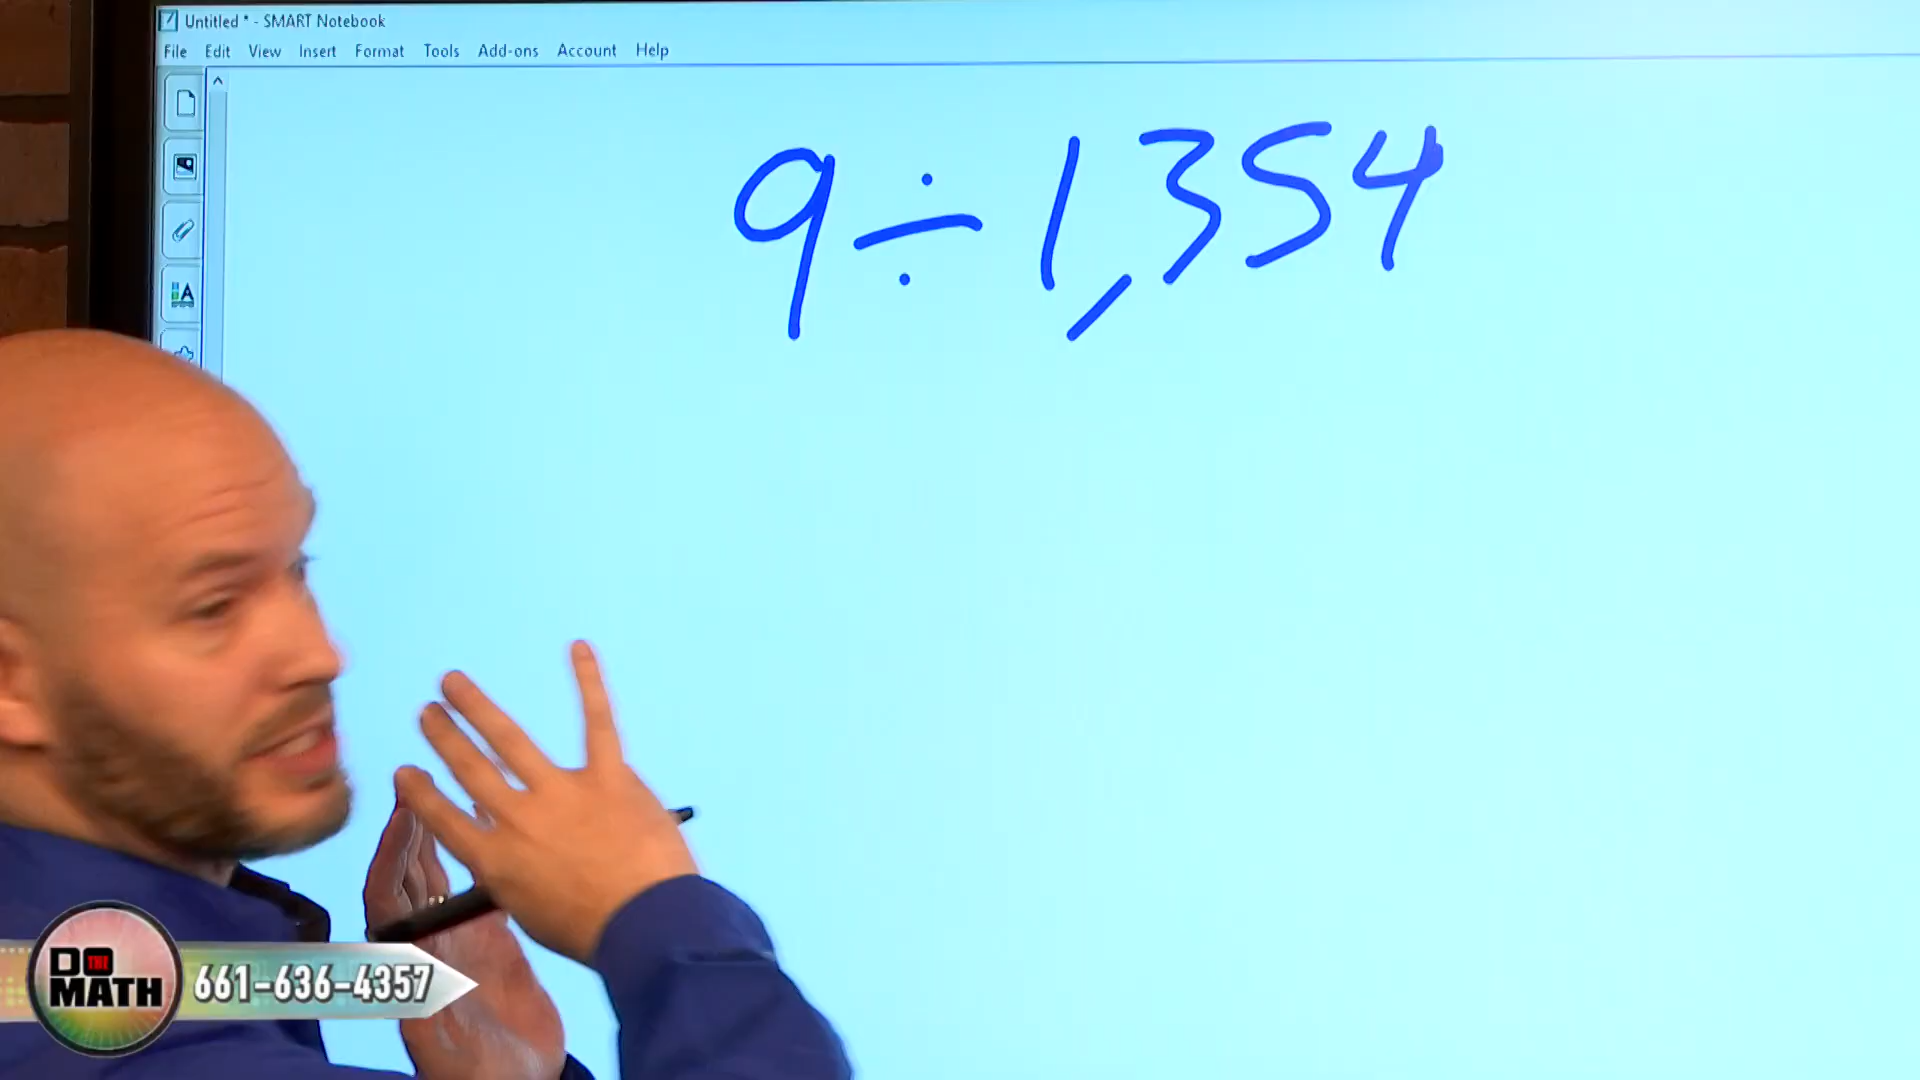 Untitled * - SMART Notebook
File Edit View Insert Format Tools Add-ons Account Help
9 ÷ 1,354
DO THE MATH
661-636-4357